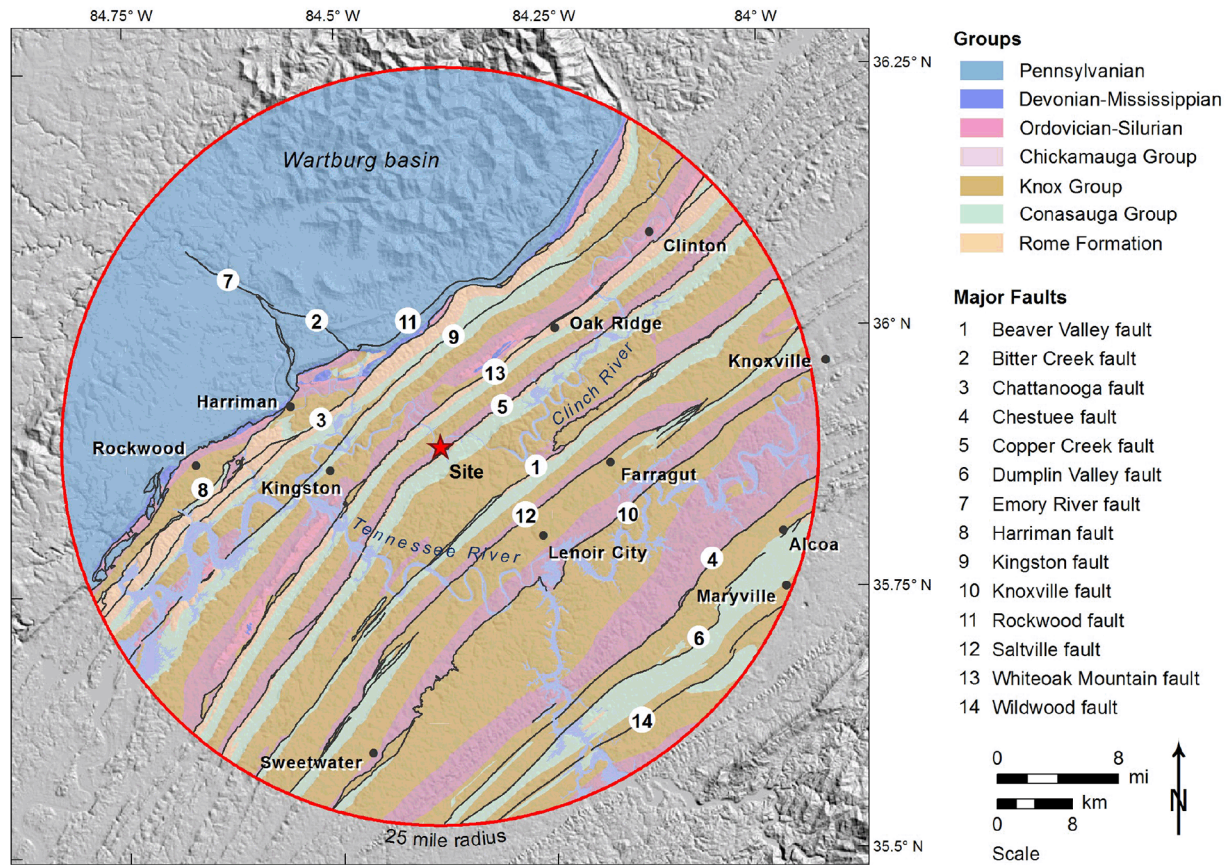 84.75° W
84.5° W
84.25° W
84° W
36.25° N
36° N
35.75° N
35.5° N
Wartburg basin
Clinton
7
2
11
9
Oak Ridge
Knoxville
13
Harriman
3
5
Clinch River
Rockwood
Site
1
Farragut
8
Kingston
12
10
Tennessee River
Lenoir City
Alcoa
4
Maryville
6
14
Sweetwater
25 mile radius
Groups
Pennsylvanian
Devonian-Mississippian
Ordovician-Silurian
Chickamauga Group
Knox Group
Conasauga Group
Rome Formation
Major Faults
1 Beaver Valley fault
2 Bitter Creek fault
3 Chattanooga fault
4 Chestuee fault
5 Copper Creek fault
6 Dumplin Valley fault
7 Emory River fault
8 Harriman fault
9 Kingston fault
10 Knoxville fault
11 Rockwood fault
12 Saltville fault
13 Whiteoak Mountain fault
14 Wildwood fault
0 8
mi
km
0 8
Scale
N